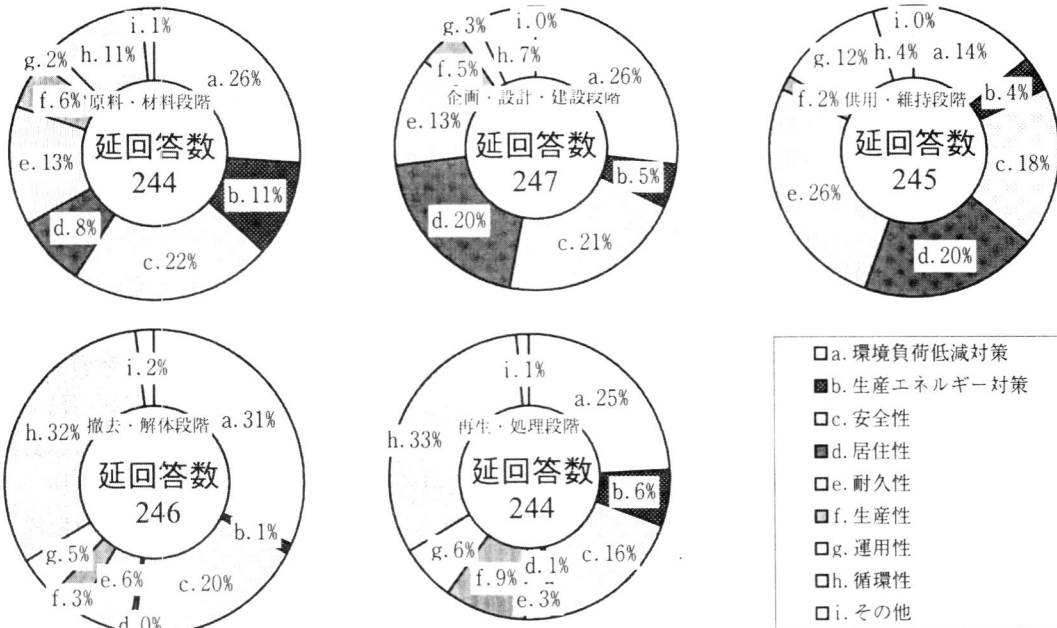 i.1%
g.2%
h.11%
a.26%
f.6%
原料・材料段階
延回答数
244
e.13%
b.11%
d.8%
c.22%
g.3%
i.0%
h.7%
f.5%
a.26%
企画・設計・建設段階
e.13%
延回答数
247
b.5%
d.20%
c.21%
i.0%
g.12%
h.4%
a.14%
b.4%
f.2%
供用・維持段階
延回答数
245
c.18%
e.26%
d.20%
i.2%
h.32%
a.31%
撤去・解体段階
延回答数
246
b.1%
g.5%
e.6%
c.20%
f.3%
d.0%
i.1%
a.25%
h.33%
再生・処理段階
延回答数
244
b.6%
g.6%
c.16%
f.9%
d.1%
e.3%
a.環境負荷低減対策
b.生産エネルギー対策
c.安全性
d.居住性
e.耐久性
f.生産性
g.運用性
h.循環性
i.その他